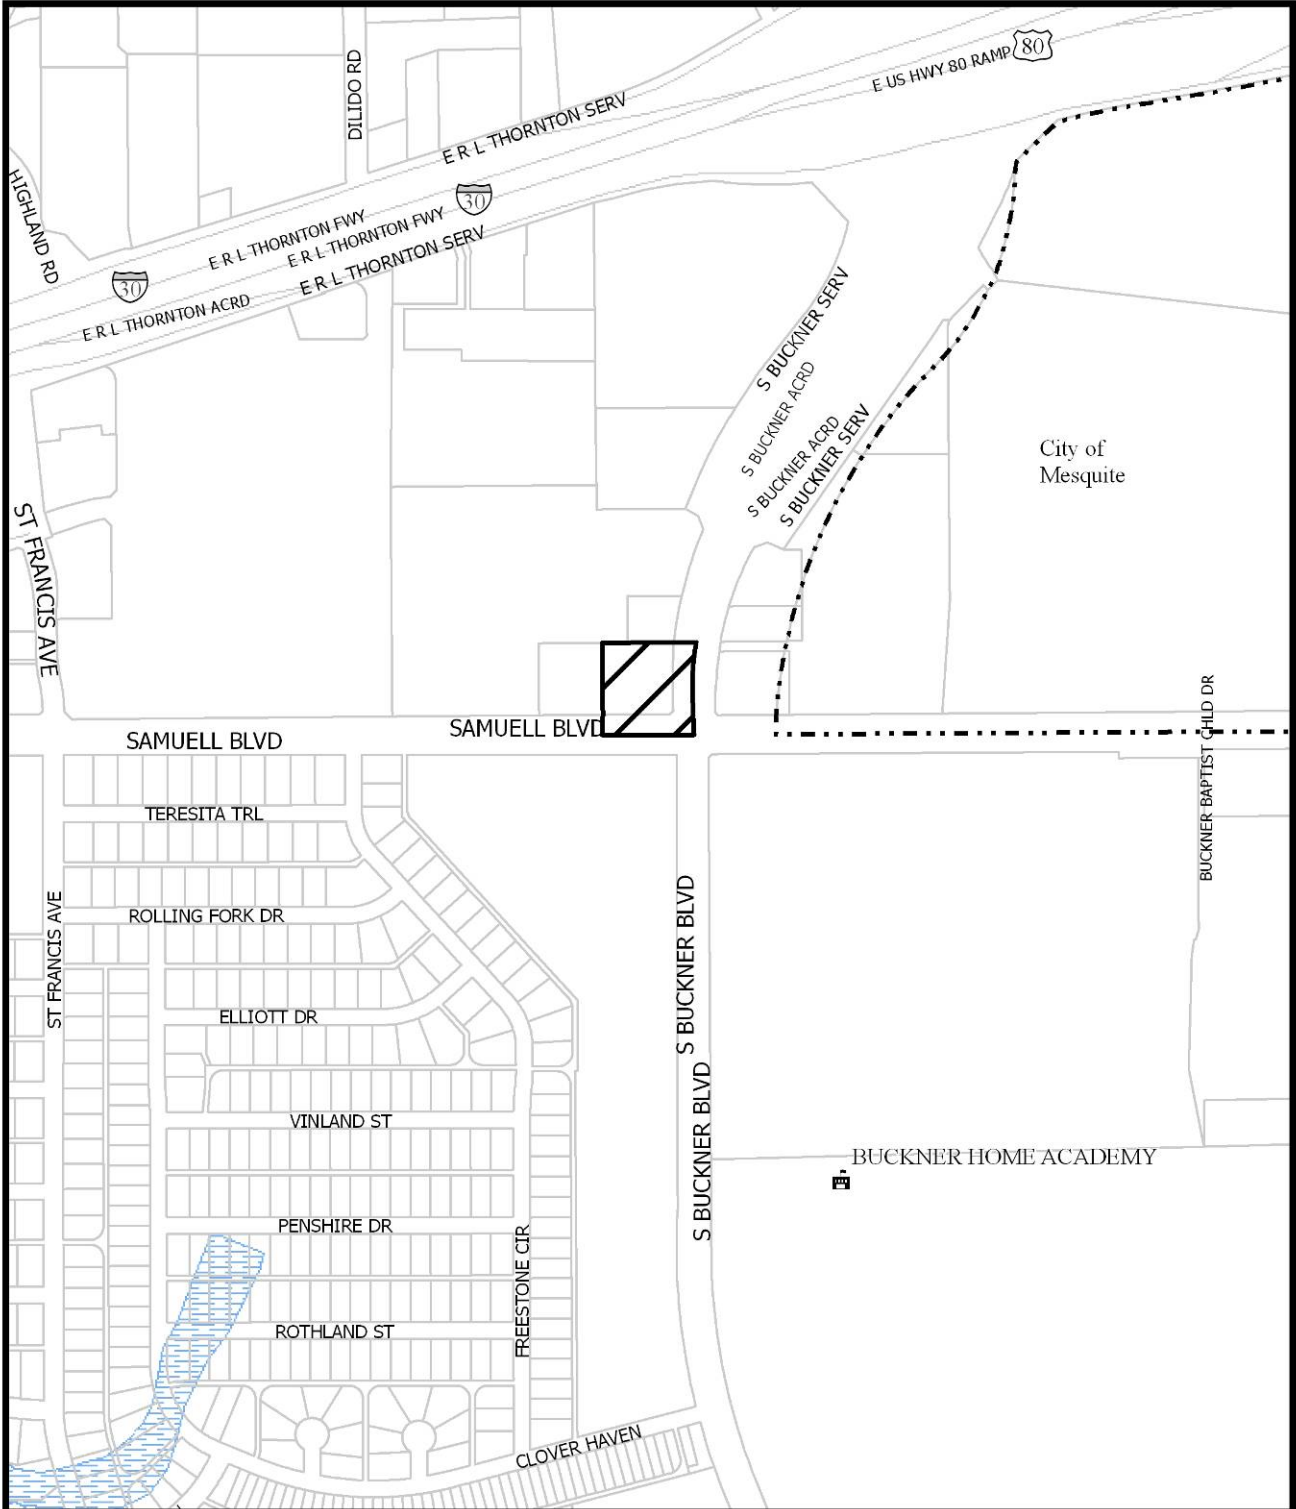 80
E US HWY 80 RAMP
DILIDO RD
E R L THORNTON SERV
HIGHLAND RD
30
E R L THORNTON FWY
E R L THORNTON FWY
E R L THORNTON SERV
30
E R L THORNTON ACRD
S BUCKNER SERV
S BUCKNER ACRD
S BUCKNER ACRD
S BUCKNER SERV
City of
Mesquite
ST FRANCIS AVE
SAMUELL BLVD
SAMUELL BLVD
BUCKNER BAPTIST CHLD DR
TERESITA TRL
ROLLING FORK DR
ST FRANCIS AVE
S BUCKNER BLVD
ELLIOTT DR
VINLAND ST
S BUCKNER BLVD
BUCKNER HOME ACADEMY
PENSHIRE DR
FREESTONE CIR
ROTHLAND ST
CLOVER HAVEN